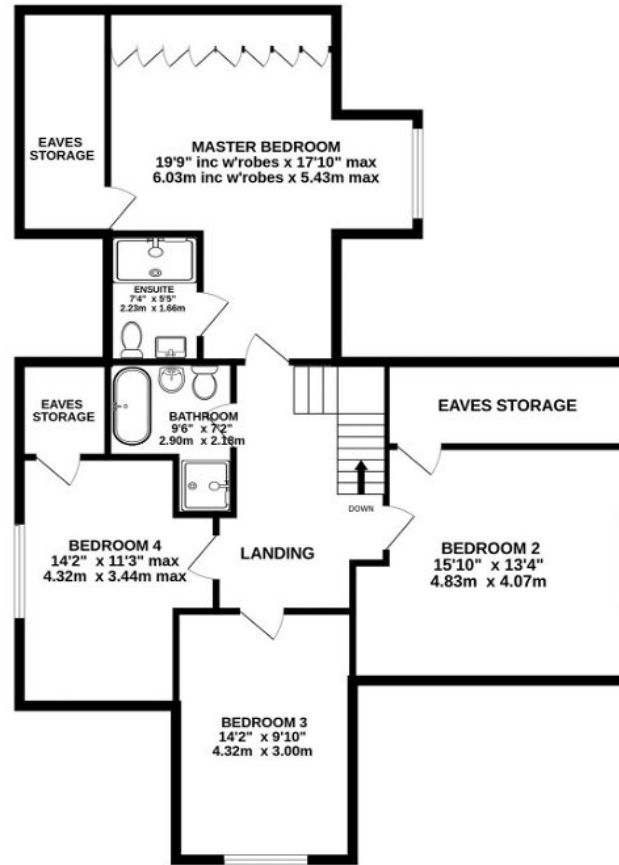 EAVES
STORAGE
MASTER BEDROOM
19'9" inc w'robes x 17'10" max
6.03m inc w'robes x 5.43m max
ENSUITE
7'4" x 5'5"
2.23m x 1.66m
EAVES
STORAGE
BATHROOM
9'6" x 7'2"
2.90m x 2.18m
EAVES STORAGE
DOWN
BEDROOM 4
14'2" x 11'3" max
4.32m x 3.44m max
LANDING
BEDROOM 2
15'10" x 13'4"
4.83m x 4.07m
BEDROOM 3
14'2" x 9'10"
4.32m x 3.00m